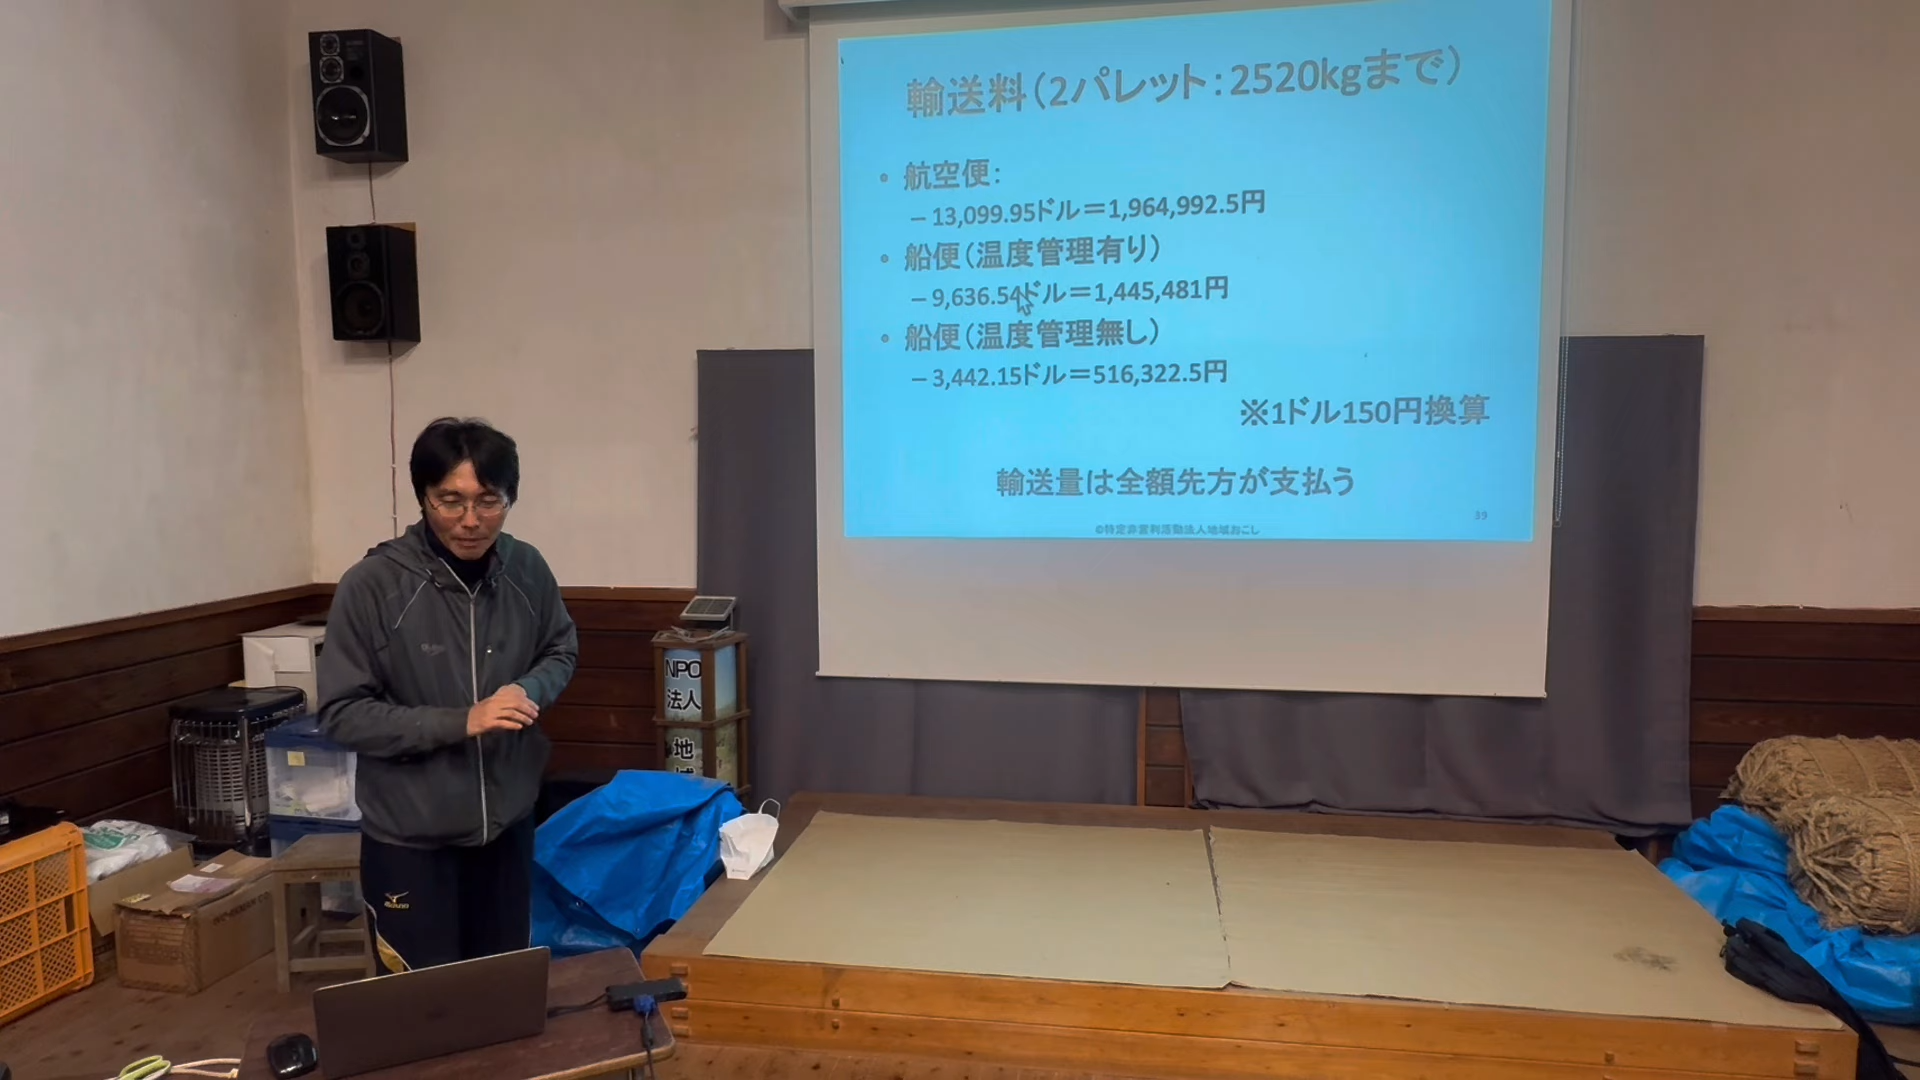 輸送料（2パレット：2520kgまで）
• 航空便：
– 13,099.95ドル＝1,964,992.5円
• 船便（温度管理有り）
– 9,636.54ドル＝1,445,481円
• 船便（温度管理無し）
– 3,442.15ドル＝516,322.5円
※1ドル150円換算
輸送量は全額先方が支払う
39
©特定非営利活動法人地域おこし
NPO
法人
地
域